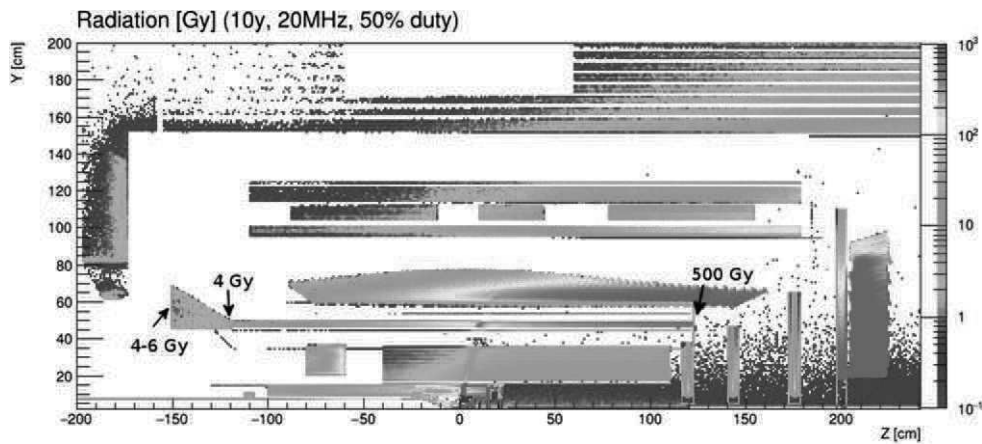 Radiation [Gy] (10y, 20MHz, 50% duty)
Y [cm]
200
180
160
140
120
100
80
60
40
20
4 Gy
500 Gy
4-6 Gy
10³
10²
10
1
10⁻¹
−200 −150 −100 −50 0 50 100 150 200
Z [cm]